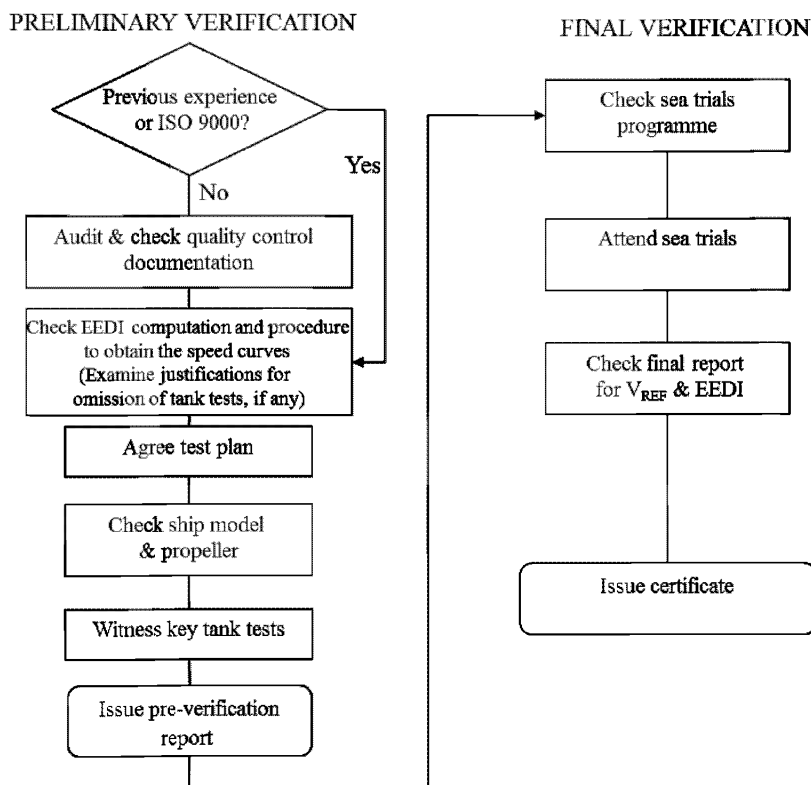 PRELIMINARY VERIFICATION
Previous experience
or ISO 9000?
Yes
No
Audit & check quality control
documentation
Check EEDI computation and procedure
to obtain the speed curves
(Examine justifications for
omission of tank tests, if any)
Agree test plan
Check ship model
& propeller
Witness key tank tests
Issue pre-verification
report
FINAL VERIFICATION
Check sea trials
programme
Attend sea trials
Check final report
for VREF & EEDI
Issue certificate